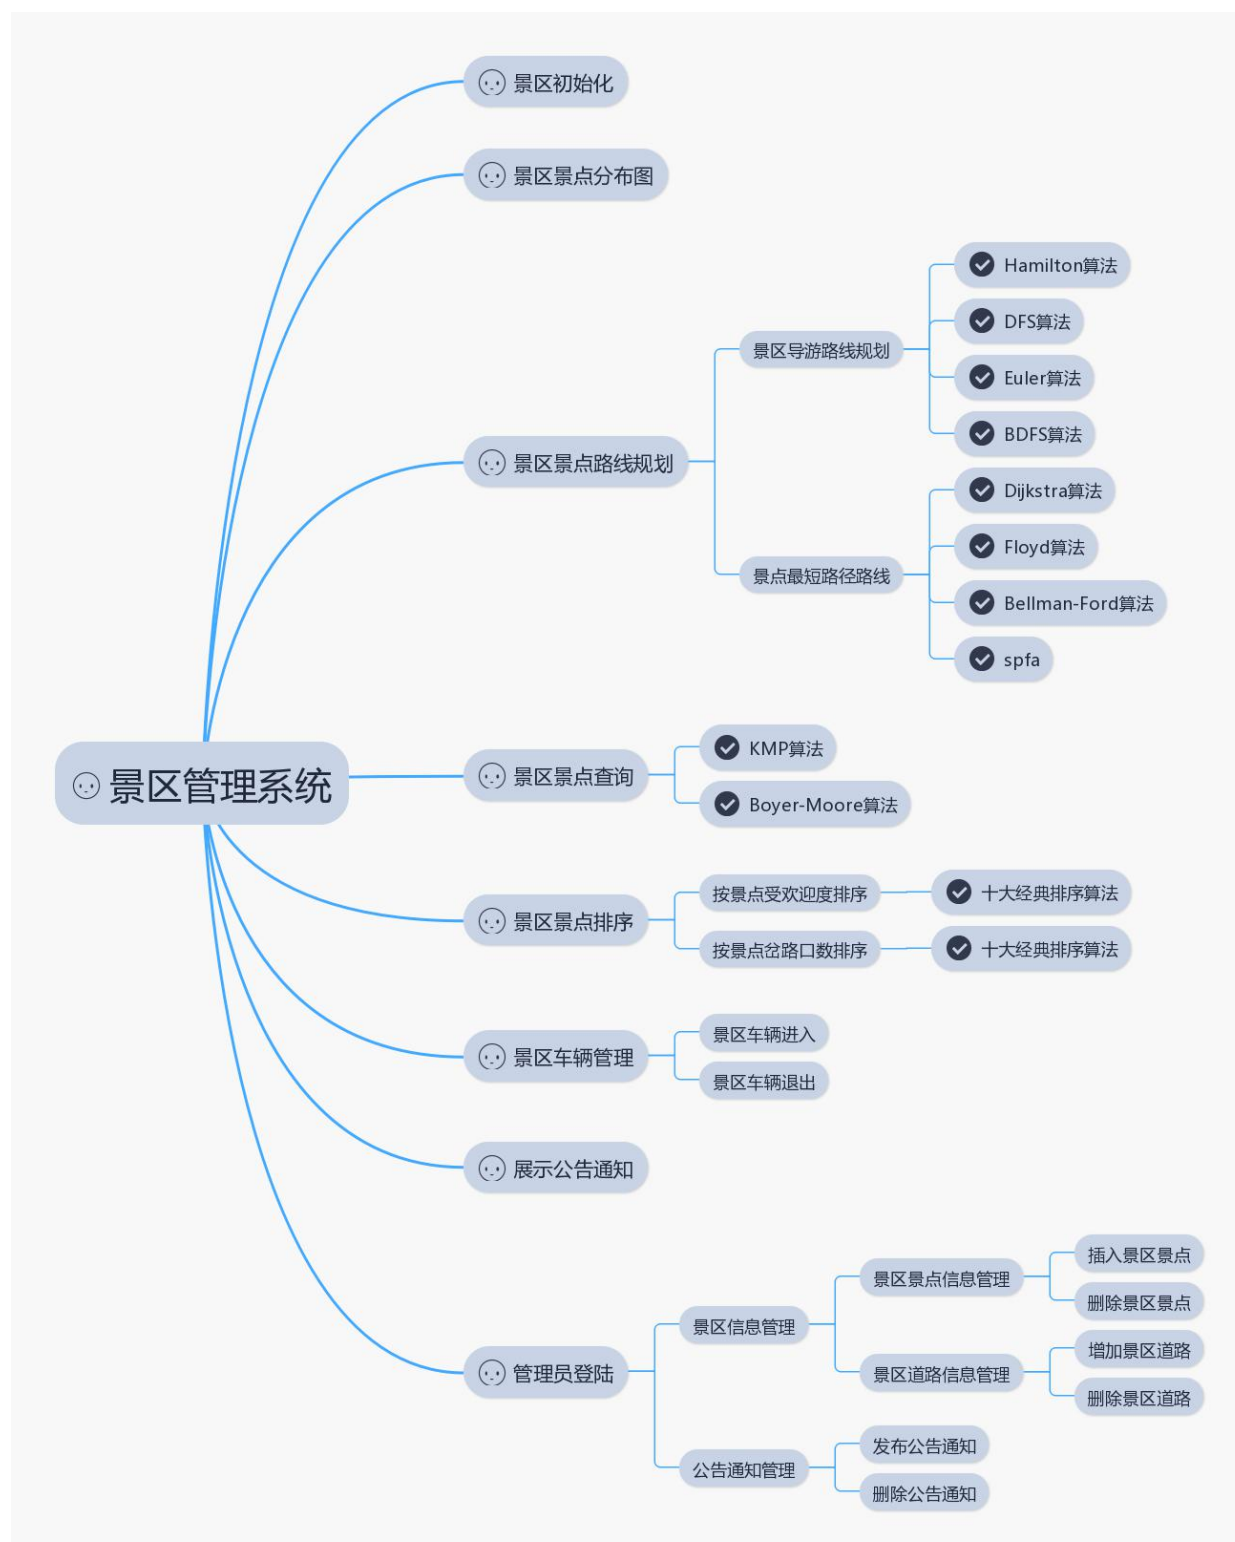 景区管理系统
景区初始化
景区景点分布图
景区景点路线规划
景区导游路线规划
Hamilton算法
DFS算法
Euler算法
BDFS算法
景点最短路径路线
Dijkstra算法
Floyd算法
Bellman-Ford算法
spfa
景区景点查询
KMP算法
Boyer-Moore算法
景区景点排序
按景点受欢迎度排序
十大经典排序算法
按景点岔路口数排序
十大经典排序算法
景区车辆管理
景区车辆进入
景区车辆退出
展示公告通知
管理员登陆
景区信息管理
景区景点信息管理
插入景区景点
删除景区景点
景区道路信息管理
增加景区道路
删除景区道路
公告通知管理
发布公告通知
删除公告通知